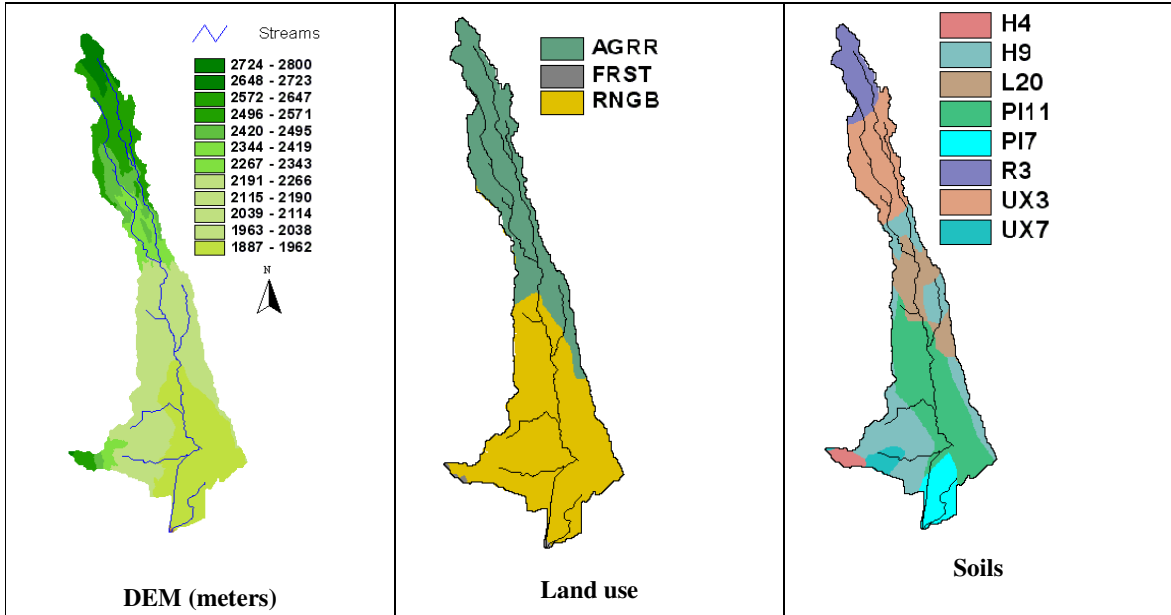 Streams
2724 - 2800
2648 - 2723
2572 - 2647
2496 - 2571
2420 - 2495
2344 - 2419
2267 - 2343
2191 - 2266
2115 - 2190
2039 - 2114
1963 - 2038
1887 - 1962
N
DEM (meters)
AGRR
FRST
RNGB
Land use
H4
H9
L20
PI11
PI7
R3
UX3
UX7
Soils